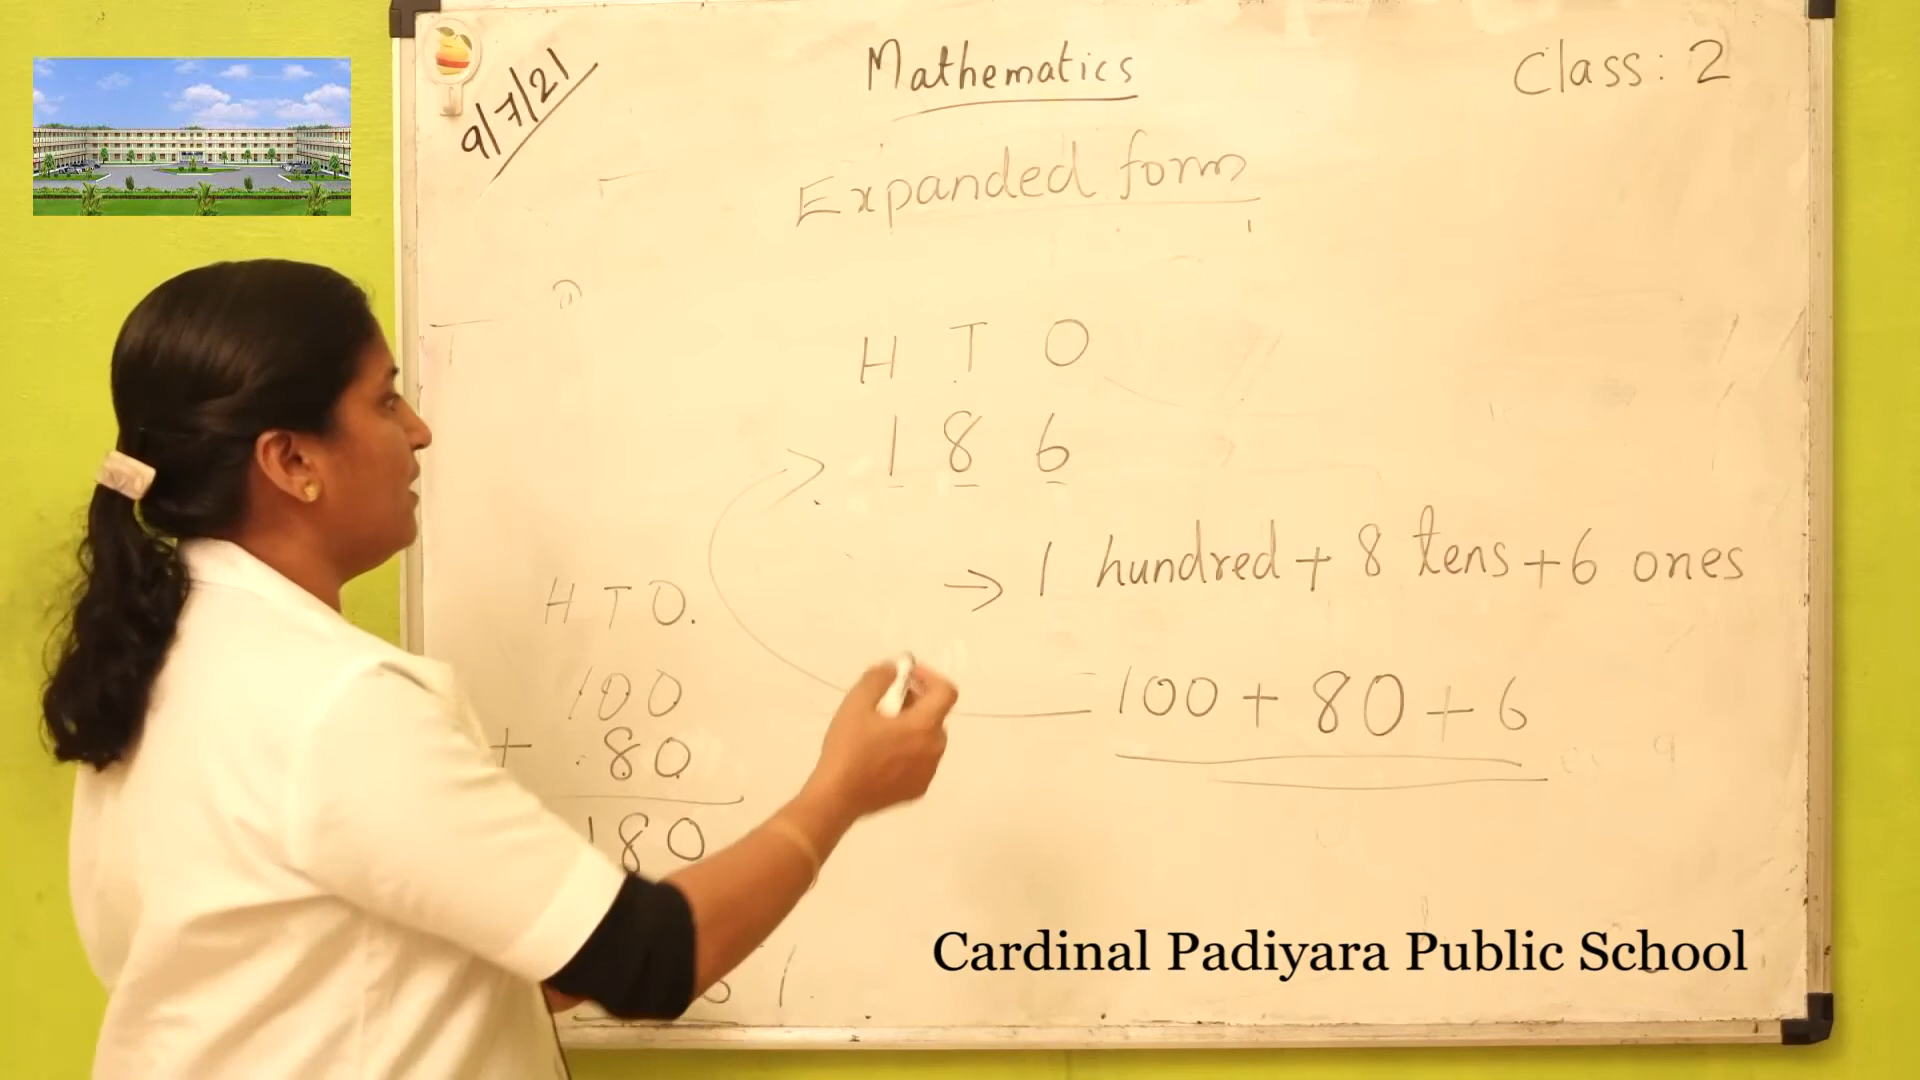 9/7/21
Mathematics
Class: 2
Expanded form
H T O
1 8 6
→ 1 hundred + 8 tens + 6 ones
100 + 80 + 6
H T O.
100
+ 80
180
Cardinal Padiyara Public School